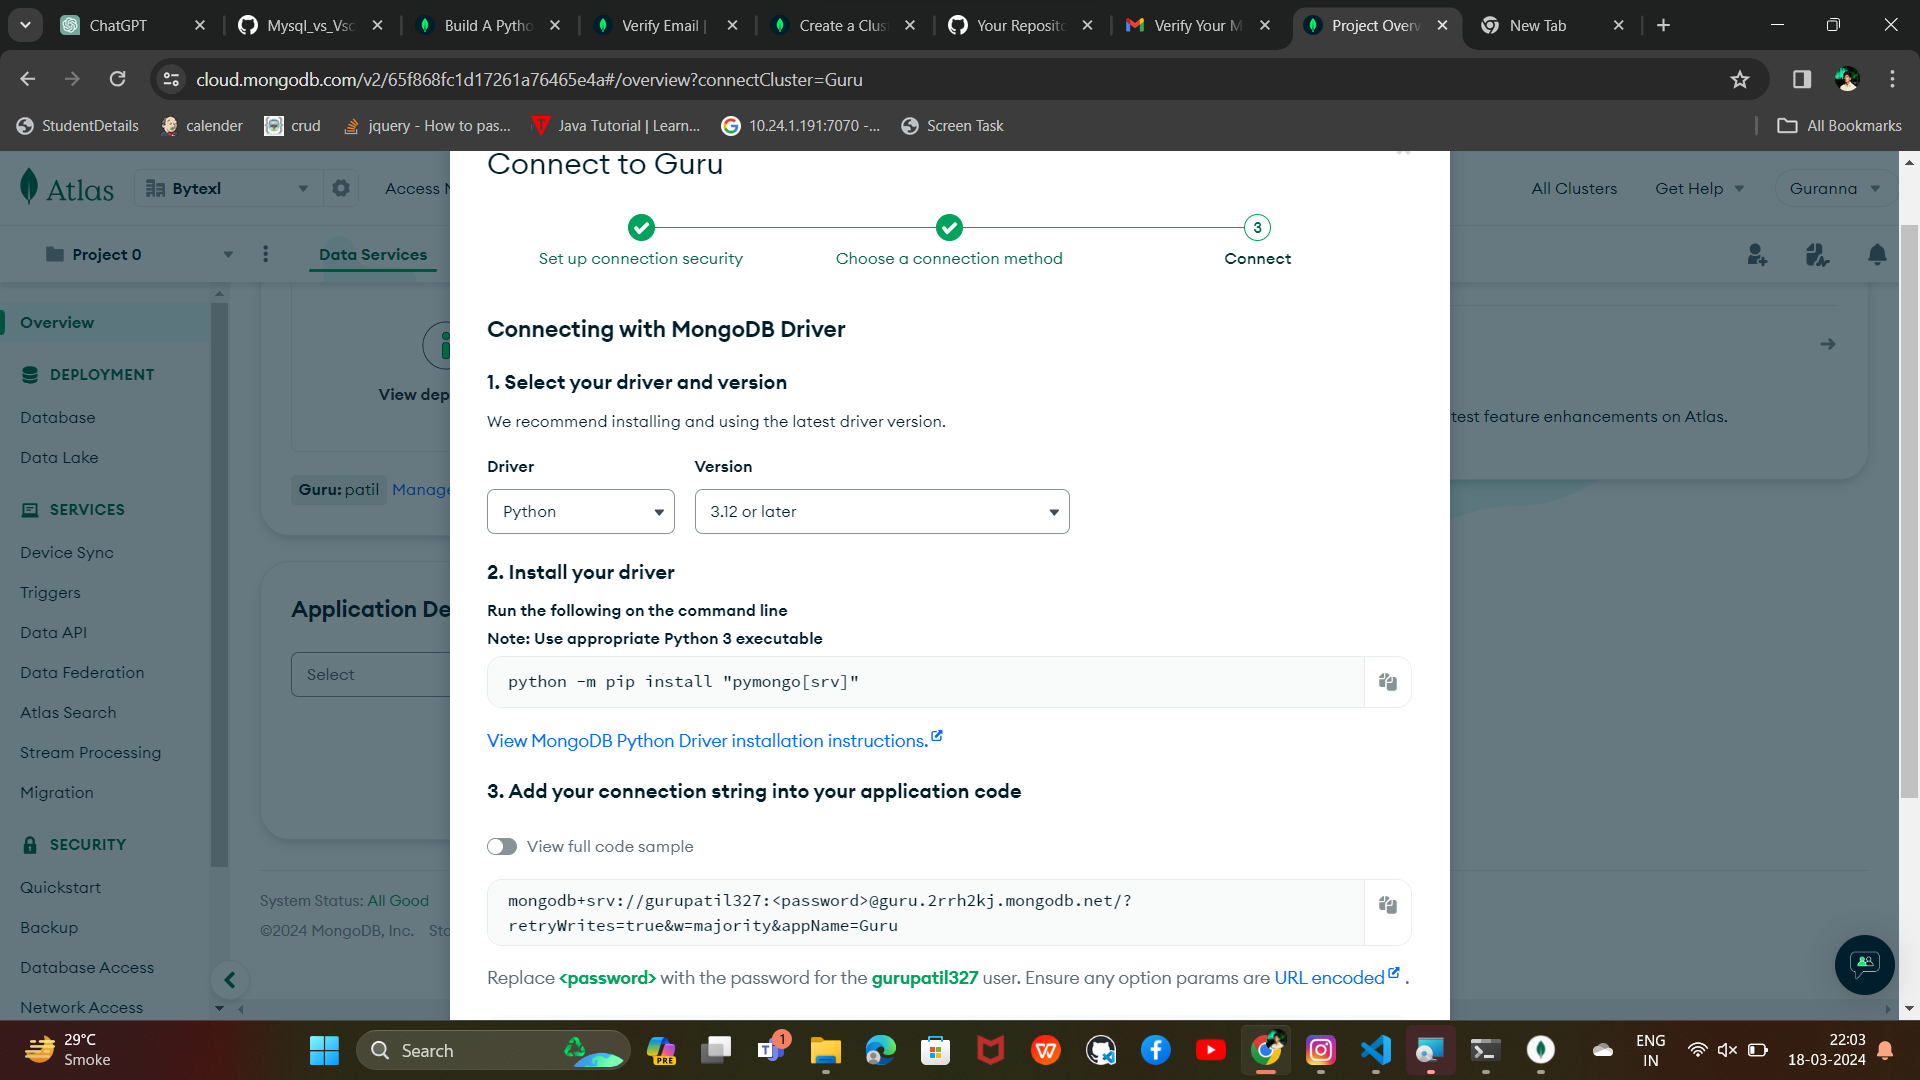 ChatGPT
Mysql_vs_Vsc
Build A Pytho
Verify Email |
Create a Clus
Your Reposito
Verify Your M
Project Overv
New Tab
cloud.mongodb.com/v2/65f868fc1d17261a76465e4a#/overview?connectCluster=Guru
StudentDetails
calender
crud
jquery - How to pas...
Java Tutorial | Learn...
10.24.1.191:7070 -...
Screen Task
All Bookmarks
Atlas
Bytexl
Access
All Clusters
Get Help
Guranna
Project 0
Data Services
Overview
DEPLOYMENT
Database
Data Lake
SERVICES
Device Sync
Triggers
Data API
Data Federation
Atlas Search
Stream Processing
Migration
SECURITY
Quickstart
Backup
Database Access
Network Access
View dep
Guru: patil
Manage
Application De
Select
System Status: All Good
©2024 MongoDB, Inc.
Connect to Guru
Set up connection security
Choose a connection method
3
Connect
Connecting with MongoDB Driver
1. Select your driver and version
We recommend installing and using the latest driver version.
Driver
Version
Python
3.12 or later
2. Install your driver
Run the following on the command line
Note: Use appropriate Python 3 executable
python -m pip install "pymongo[srv]"
View MongoDB Python Driver installation instructions.
3. Add your connection string into your application code
View full code sample
mongodb+srv://gurupatil327:<password>@guru.2rrh2kj.mongodb.net/?
retryWrites=true&w=majority&appName=Guru
Replace <password> with the password for the gurupatil327 user. Ensure any option params are URL encoded .
test feature enhancements on Atlas.
29°C
Smoke
Search
PRE
1
ENG
IN
22:03
18-03-2024